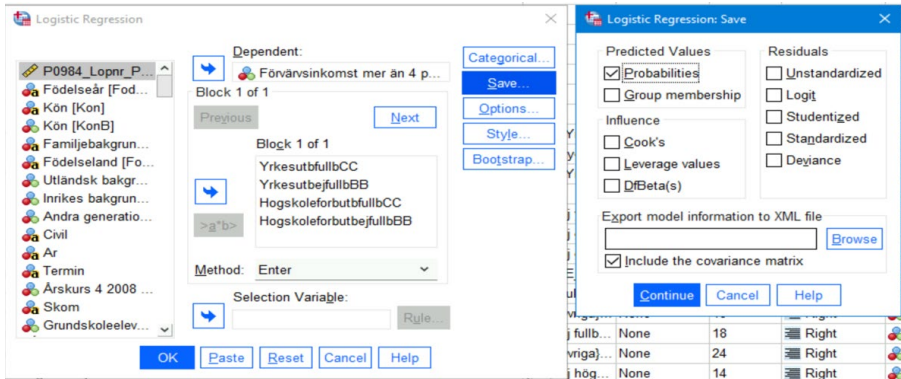 Logistic Regression
Dependent:
Förvärvsinkomst mer än 4 p...
Block 1 of 1
Previous
Next
Block 1 of 1
YrkesutbfullbCC
YrkesutbejfullbBB
HogskoleforbutbfullbCC
HogskoleforbutbejfullbBB
>a*b>
Method: Enter
Selection Variable:
Rule...
P0984_Lopnr_P...
Födelseår [Fod...
Kön [Kon]
Kön [KonB]
Familjebakgrun...
Födelseland [Fo...
Utländsk bakgr...
Inrikes bakgrun...
Andra generatio...
Civil
Ar
Termin
Årskurs 4 2008 ...
Skom
Grundskoleelev...
Categorical...
Save...
Options...
Style...
Bootstrap...
OK Paste Reset Cancel Help
Logistic Regression: Save
Predicted Values
Probabilities
Group membership
Influence
Cook's
Leverage values
DfBeta(s)
Residuals
Unstandardized
Logit
Studentized
Standardized
Deviance
Export model information to XML file
Browse
Include the covariance matrix
Continue Cancel Help
j fullb... None 18 Right
vriga}... None 24 Right
j hög... None 14 Right